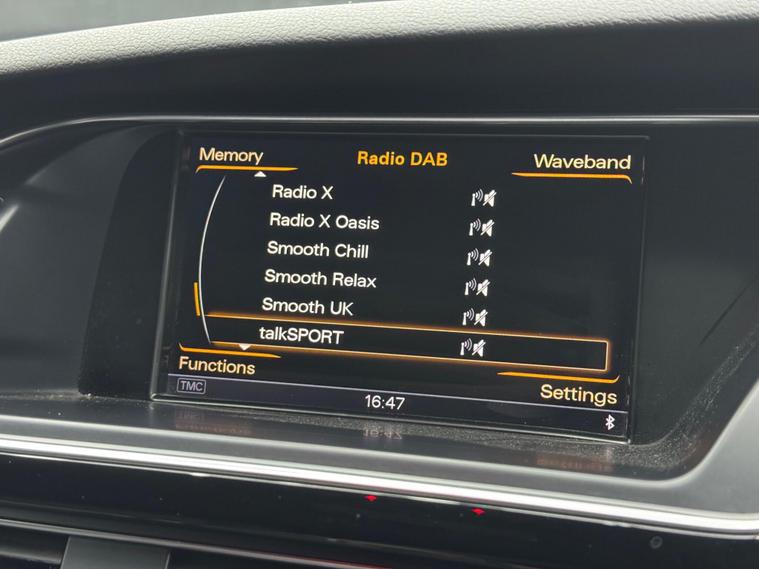 Memory
Radio DAB
Waveband
Radio X
Radio X Oasis
Smooth Chill
Smooth Relax
Smooth UK
talkSPORT
Functions
Settings
TMC
16:47